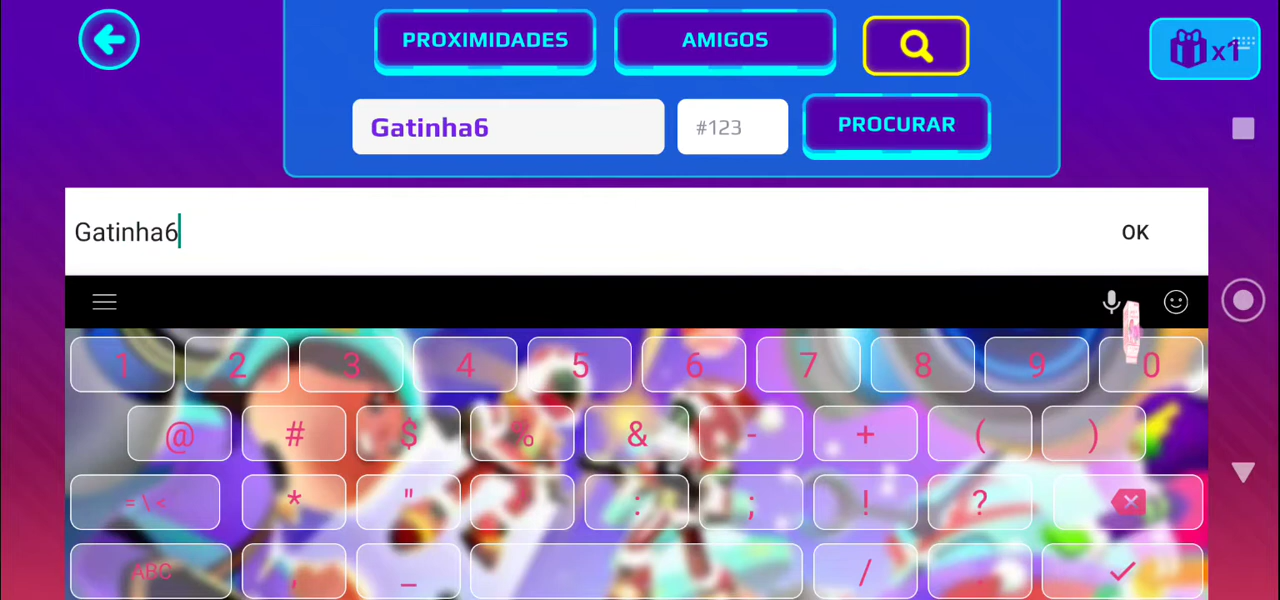 PROXIMIDADES AMIGOS
x1
Gatinha6 #123 PROCURAR
Gatinha6 OK
1 2 3 4 5 6 7 8 9 0
@ # $ % & - + ( )
= \ < * " : ; ! ?
ABC , _ / .